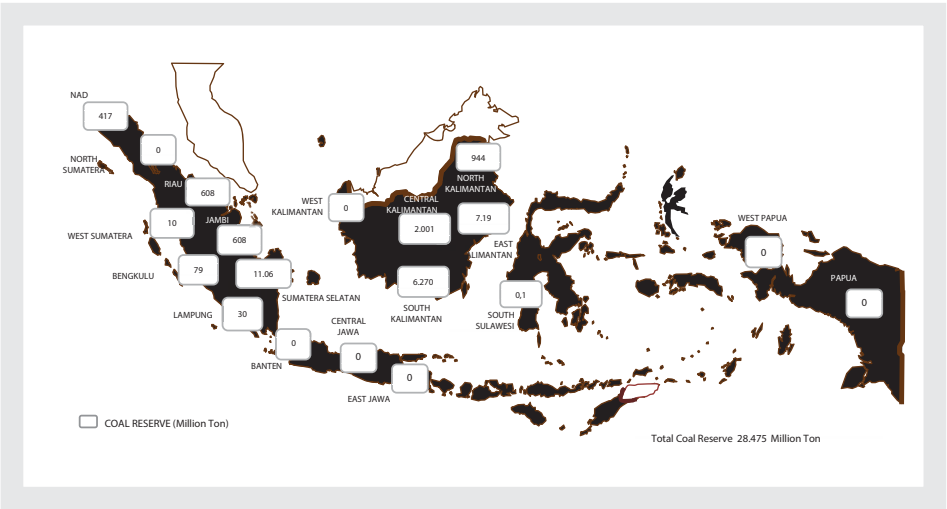 NAD
417
0
NORTH
SUMATERA
RIAU
608
WEST SUMATERA
10
JAMBI
608
BENGKULU
79
11.06
SUMATERA SELATAN
LAMPUNG
30
BANTEN
0
CENTRAL
JAWA
0
EAST JAWA
0
WEST
KALIMANTAN
0
944
NORTH
KALIMANTAN
CENTRAL
KALIMANTAN
2.001
7.19
EAST
LIMANTAN
6.270
SOUTH
KALIMANTAN
0,1
SOUTH
SULAWESI
WEST PAPUA
0
PAPUA
0
COAL RESERVE (Million Ton)
Total Coal Reserve 28.475 Million Ton